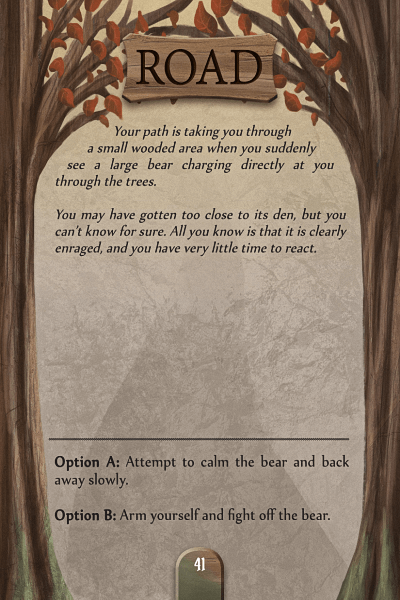 ROAD
Your path is taking you through
a small wooded area when you suddenly
see a large bear charging directly at you
through the trees.
You may have gotten too close to its den, but you
can't know for sure. All you know is that it is clearly
enraged, and you have very little time to react.
Option A: Attempt to calm the bear and back
away slowly.
Option B: Arm yourself and fight off the bear.
41